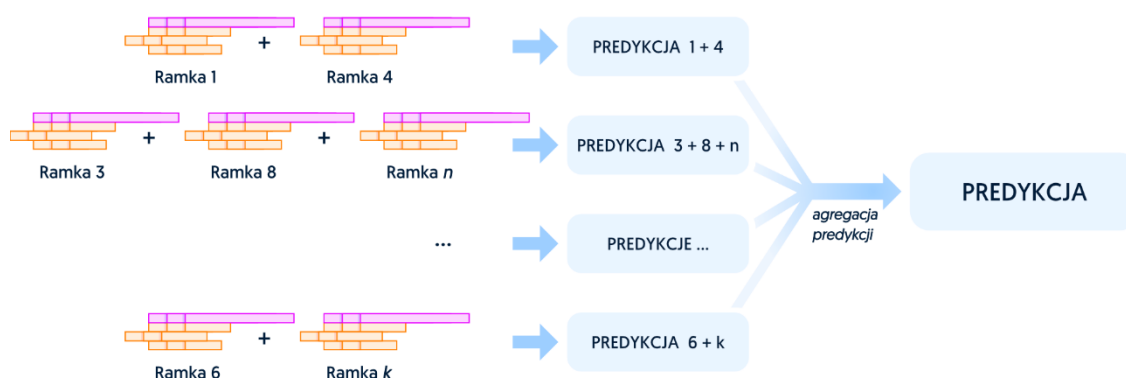 +
PREDYKCJA 1 + 4
Ramka 1
Ramka 4
+
+
PREDYKCJA 3 + 8 + n
Ramka 3
Ramka 8
Ramka n
PREDYKCJA
agregacja
predykcji
...
PREDYKCJE ...
+
PREDYKCJA 6 + k
Ramka 6
Ramka k